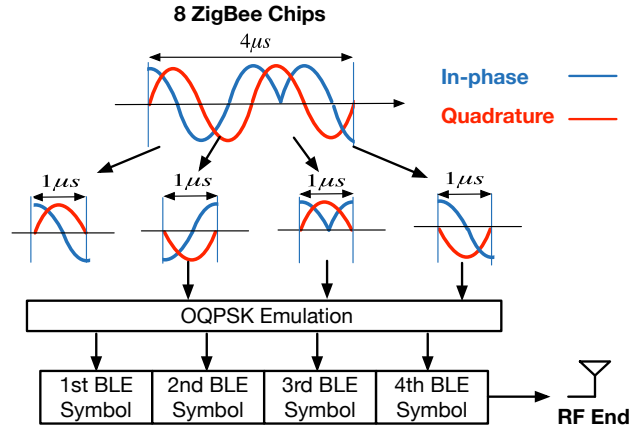 8 ZigBee Chips
4μs
In-phase
Quadrature
1μs
1μs
1μs
1μs
OQPSK Emulation
1st BLE Symbol
2nd BLE Symbol
3rd BLE Symbol
4th BLE Symbol
RF End